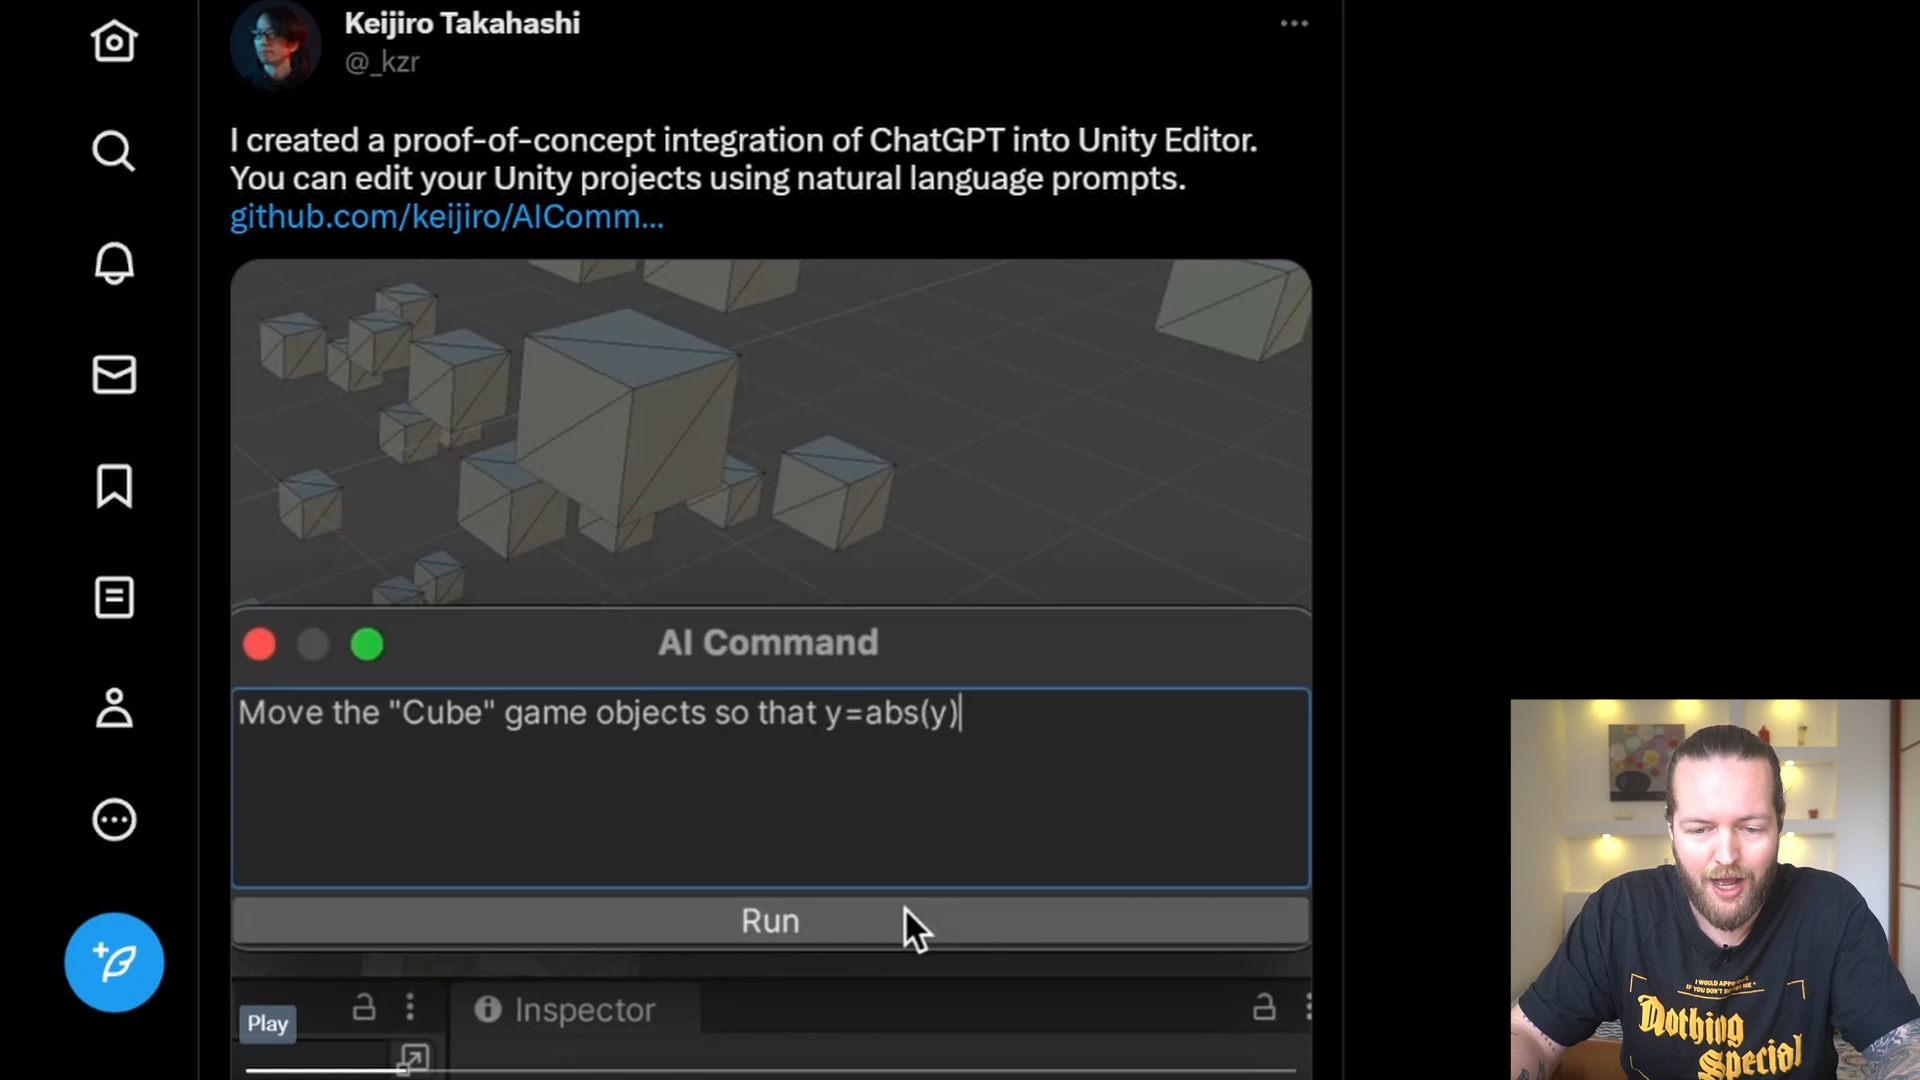 Keijiro Takahashi
@_kzr
I created a proof-of-concept integration of ChatGPT into Unity Editor.
You can edit your Unity projects using natural language prompts.
github.com/keijiro/AIComm...
AI Command
Move the "Cube" game objects so that y=abs(y)
Run
Play
Inspector
Nothing
Special